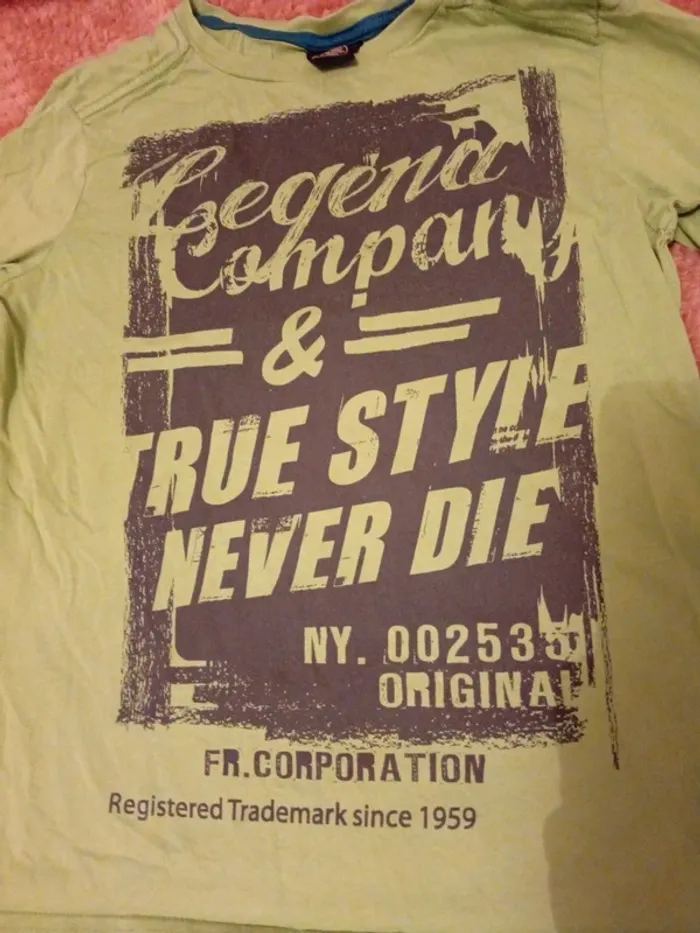 Legend
Company
&
TRUE STYLE
NEVER DIE
NY. 002535
ORIGINAL
FR.CORPORATION
Registered Trademark since 1959